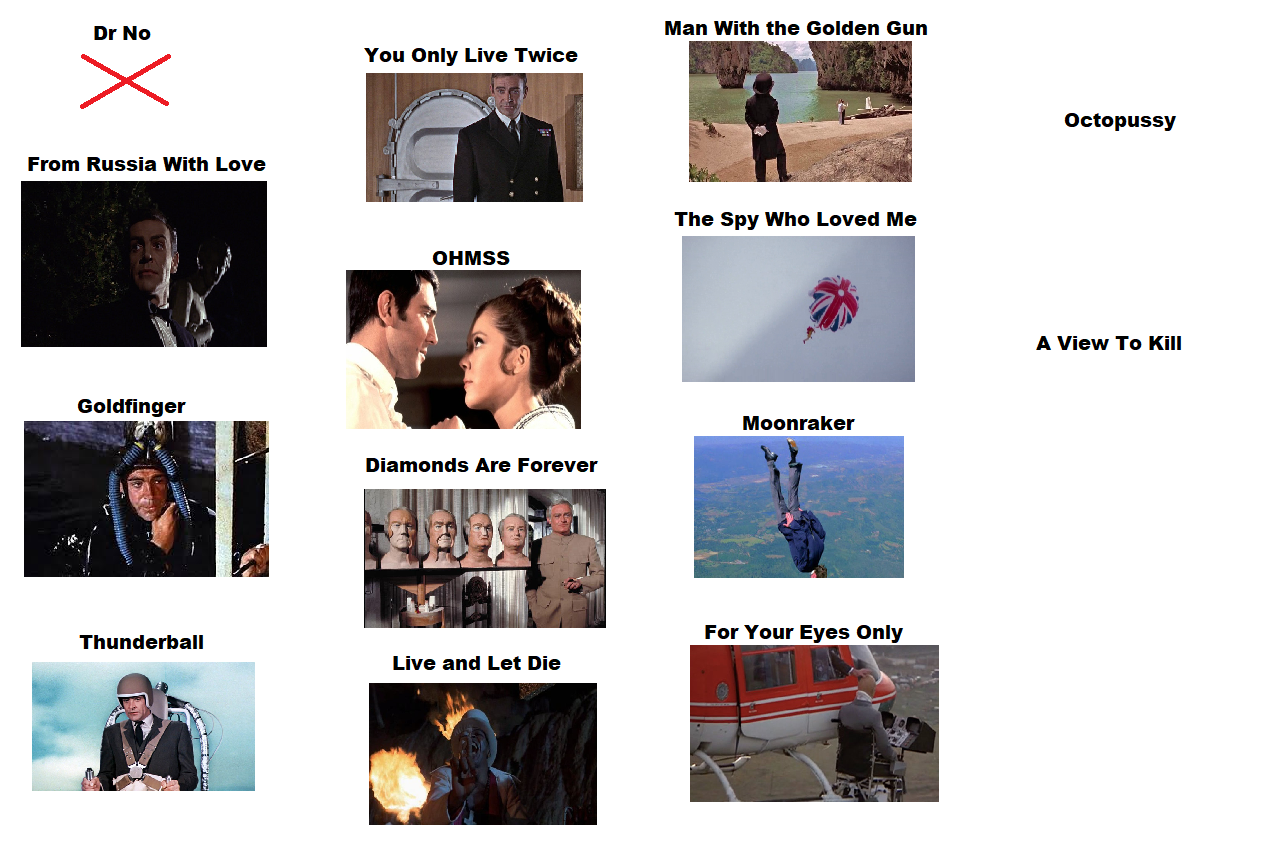 Dr No
From Russia With Love
Goldfinger
Thunderball
You Only Live Twice
OHMSS
Diamonds Are Forever
Live and Let Die
Man With the Golden Gun
The Spy Who Loved Me
Moonraker
For Your Eyes Only
Octopussy
A View To Kill